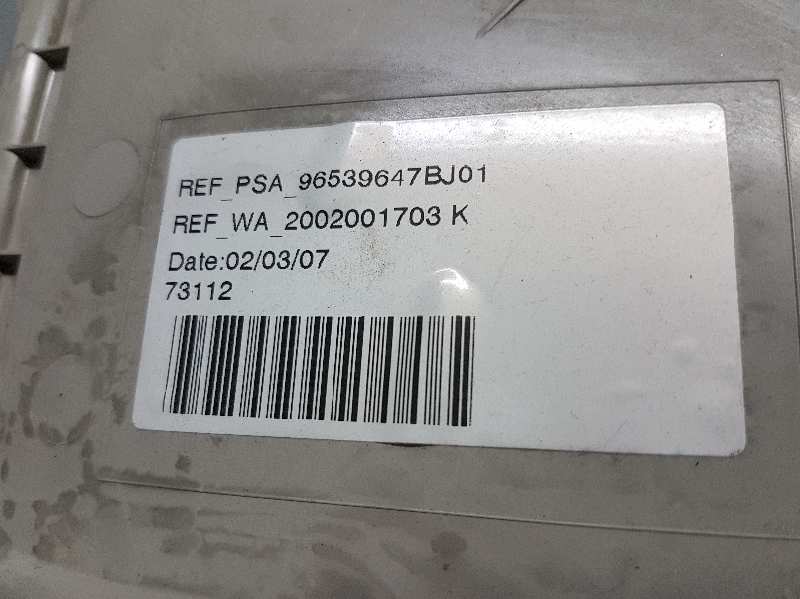 REF_PSA_96539647BJ01
REF_WA_2002001703 K
Date:02/03/07
73112